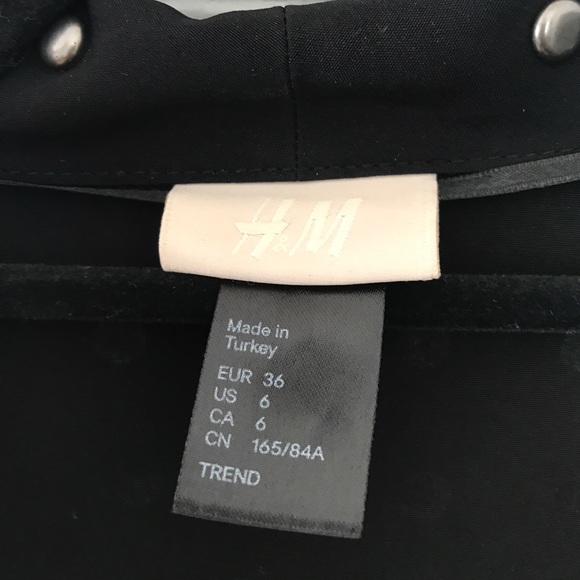 H&M
Made in
Turkey
EUR 36
US 6
CA 6
CN 165/84A
TREND